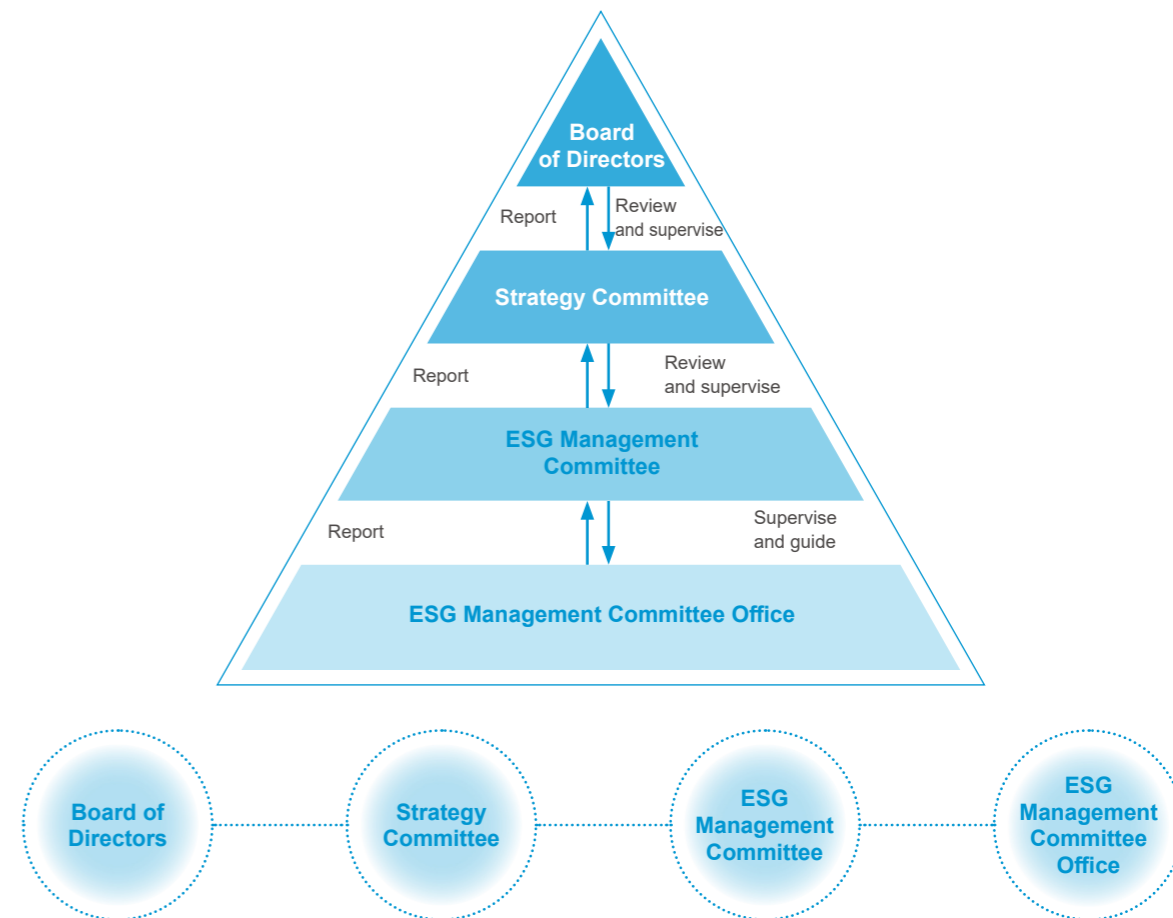 Board
of Directors
Report
Review
and supervise
Strategy Committee
Report
Review
and supervise
ESG Management
Committee
Report
Supervise
and guide
ESG Management Committee Office
Board of
Directors
Strategy
Committee
ESG
Management
Committee
ESG
Management
Committee
Office